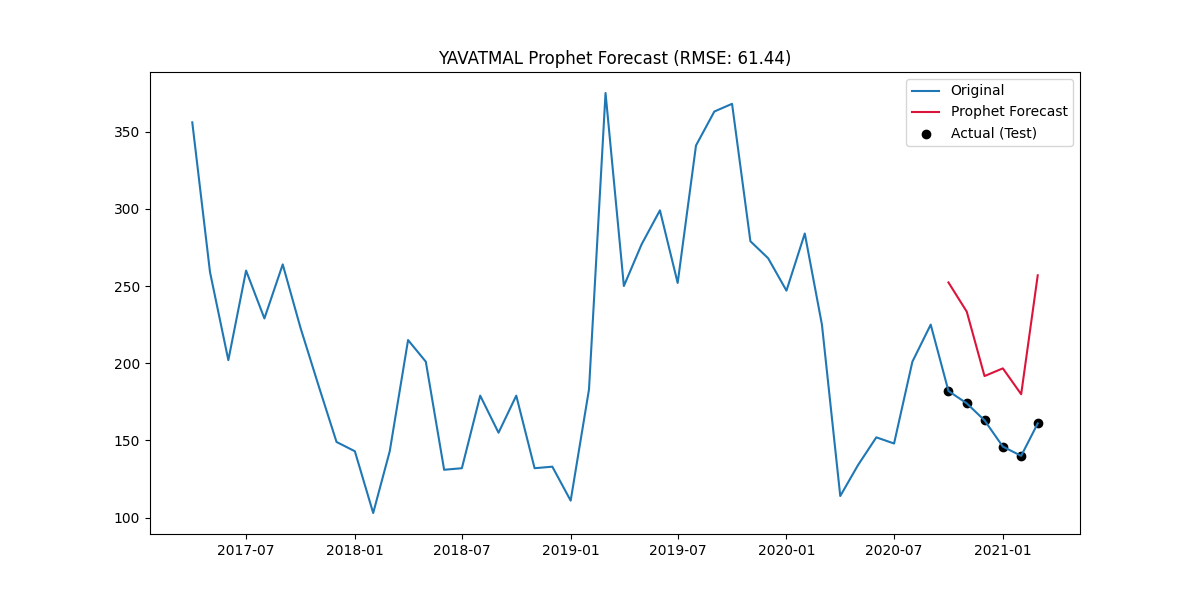 YAVATMAL Prophet Forecast (RMSE: 61.44)
Original
Prophet Forecast
Actual (Test)
350
300
250
200
150
100
2017-07 2018-01 2018-07 2019-01 2019-07 2020-01 2020-07 2021-01